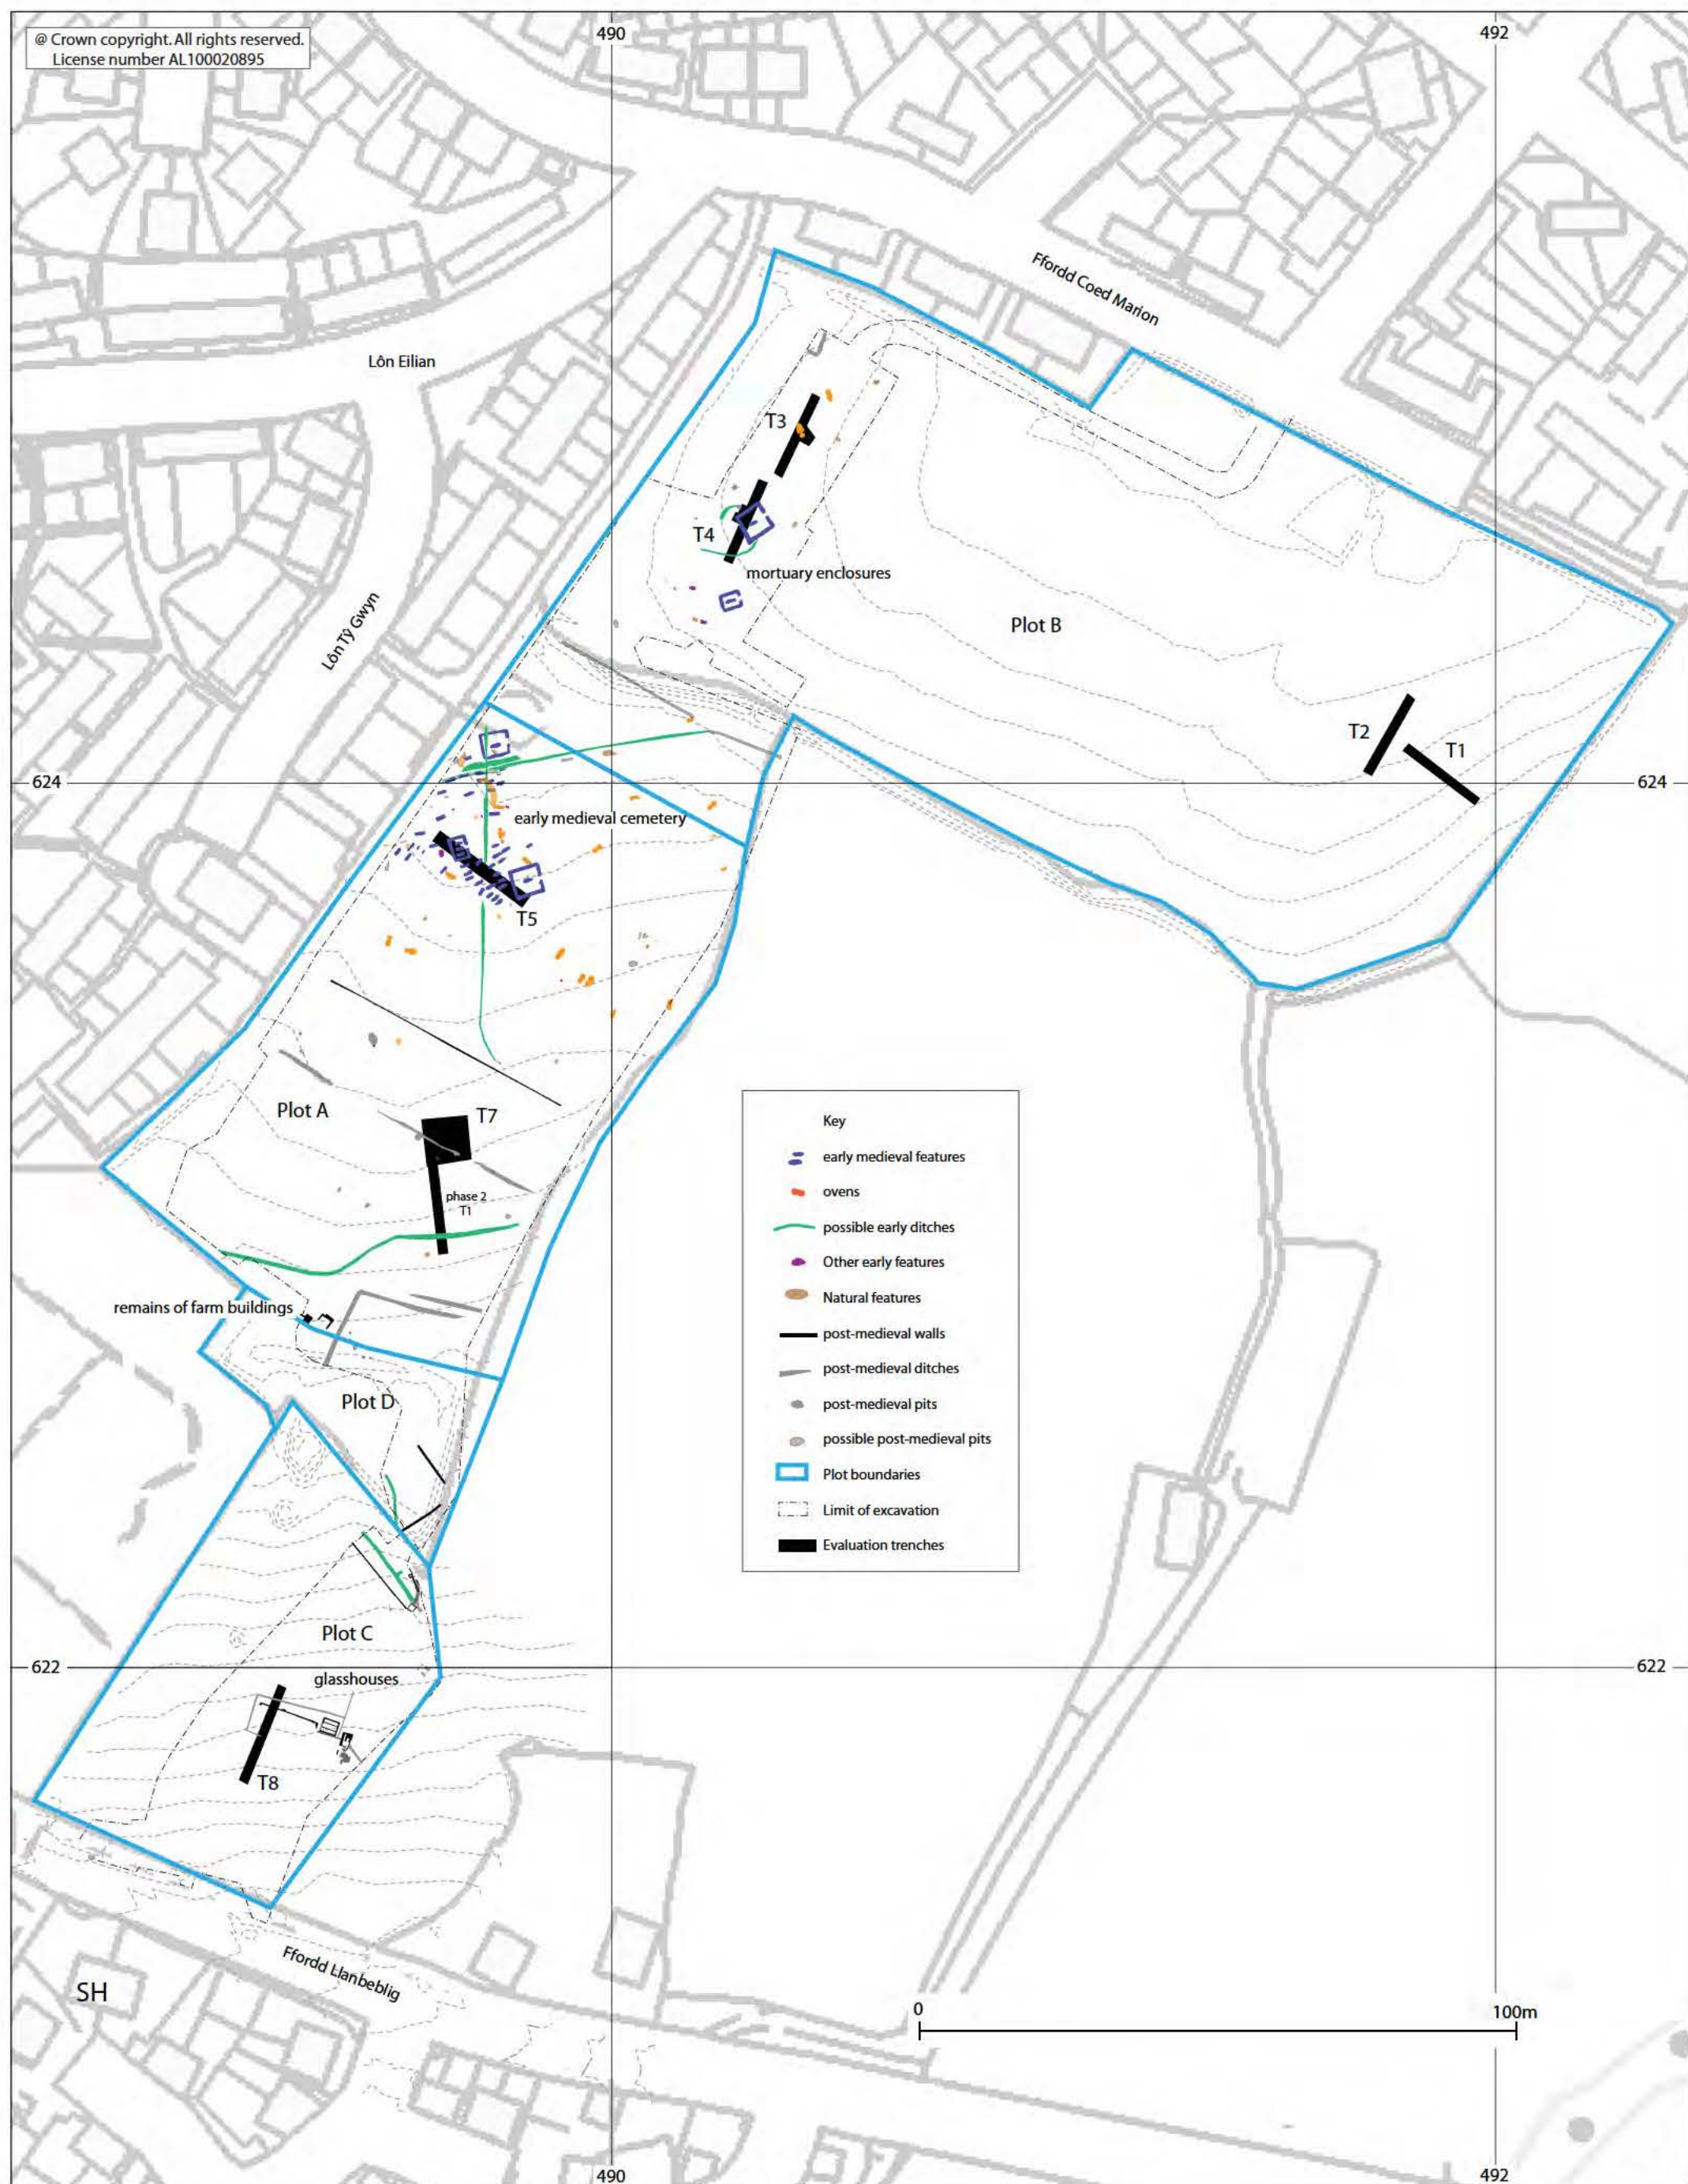 @ Crown copyright. All rights reserved.
License number AL100020895
490
492
Ffordd Coed Marion
Lôn Eilian
T3
T4
mortuary enclosures
Plot B
Lôn Tŷ Gwyn
T2
T1
624
624
early medieval cemetery
T5
Plot A
T7
phase 2
T1
remains of farm buildings
Plot D
Key
early medieval features
ovens
possible early ditches
Other early features
Natural features
post-medieval walls
post-medieval ditches
post-medieval pits
possible post-medieval pits
Plot boundaries
Limit of excavation
Evaluation trenches
Plot C
622
622
glasshouses
T8
Ffordd Llanbeblig
SH
0
100m
490
492